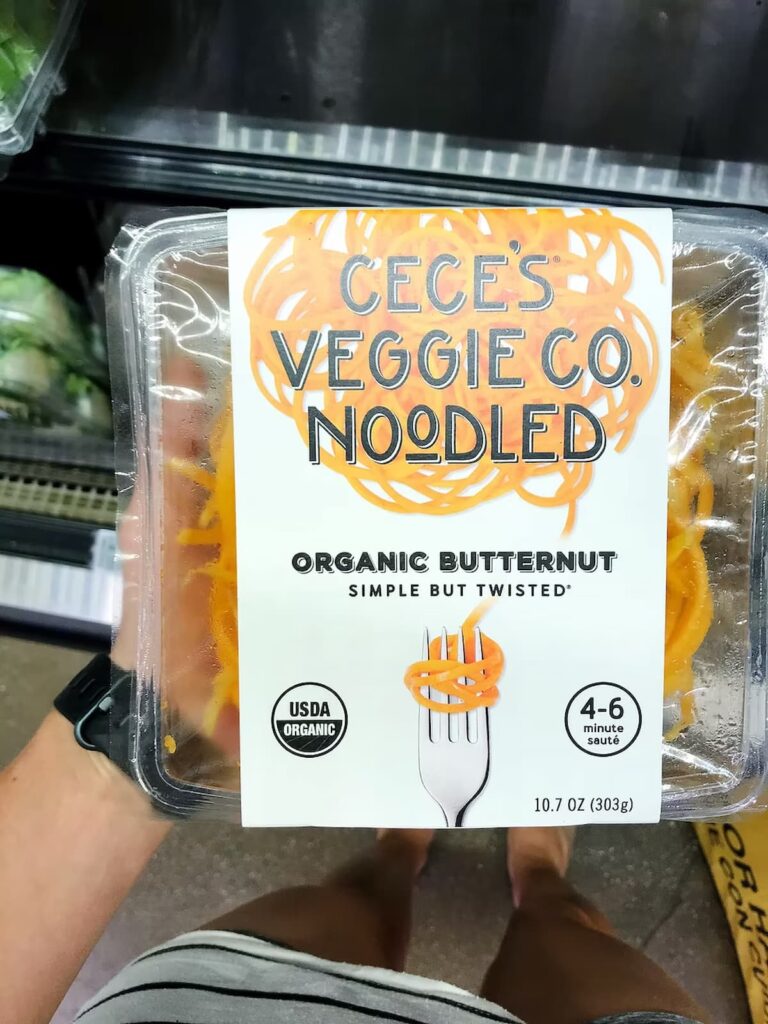 CECE'S®
VEGGIE CO.
NOODLED
ORGANIC BUTTERNUT
SIMPLE BUT TWISTED®
USDA
ORGANIC
4-6
minute
sauté
10.7 OZ (303g)